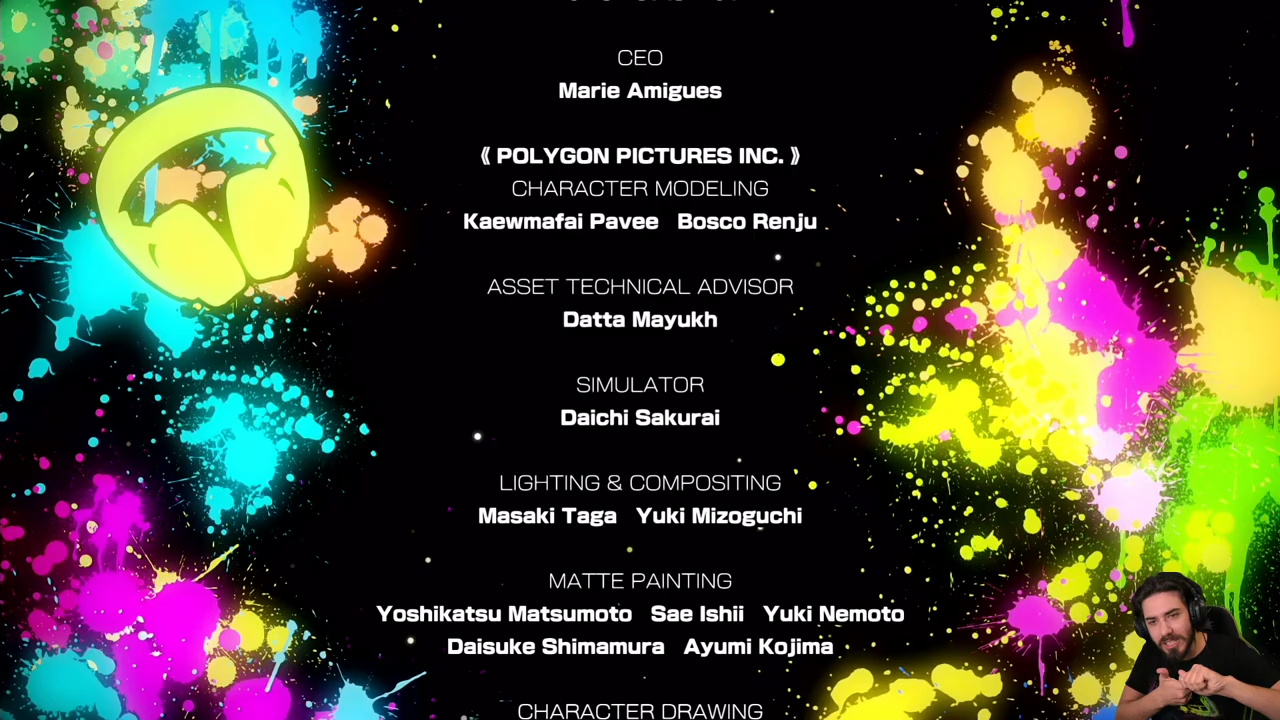 CEO
Marie Amigues
《 POLYGON PICTURES INC. 》
CHARACTER MODELING
Kaewmafai Pavee Bosco Renju
ASSET TECHNICAL ADVISOR
Datta Mayukh
SIMULATOR
Daichi Sakurai
LIGHTING & COMPOSITING
Masaki Taga Yuki Mizoguchi
MATTE PAINTING
Yoshikatsu Matsumoto Sae Ishii Yuki Nemoto
Daisuke Shimamura Ayumi Kojima
CHARACTER DRAWING